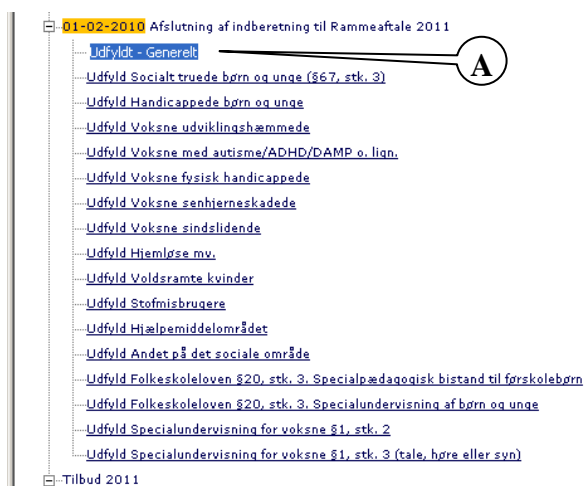 01-02-2010 Afslutning af indberetning til Rammeaftale 2011
Udfyldt - Generelt
A
Udfyld Socialt truede børn og unge (§67, stk. 3)
Udfyld Handicappede børn og unge
Udfyld Voksne udviklingshæmmede
Udfyld Voksne med autisme/ADHD/DAMP o. lign.
Udfyld Voksne fysisk handicappede
Udfyld Voksne senhjerneskadede
Udfyld Voksne sindslidende
Udfyld Hjemløse mv.
Udfyld Voldsramte kvinder
Udfyld Stofmisbrugere
Udfyld Hjælpemiddelområdet
Udfyld Andet på det sociale område
Udfyld Folkeskoleloven §20, stk. 3. Specialpædagogisk bistand til førskolebørn
Udfyld Folkeskoleloven §20, stk. 3. Specialundervisning af børn og unge
Udfyld Specialundervisning for voksne §1, stk. 2
Udfyld Specialundervisning for voksne §1, stk. 3 (tale, høre eller syn)
Tilbud 2011